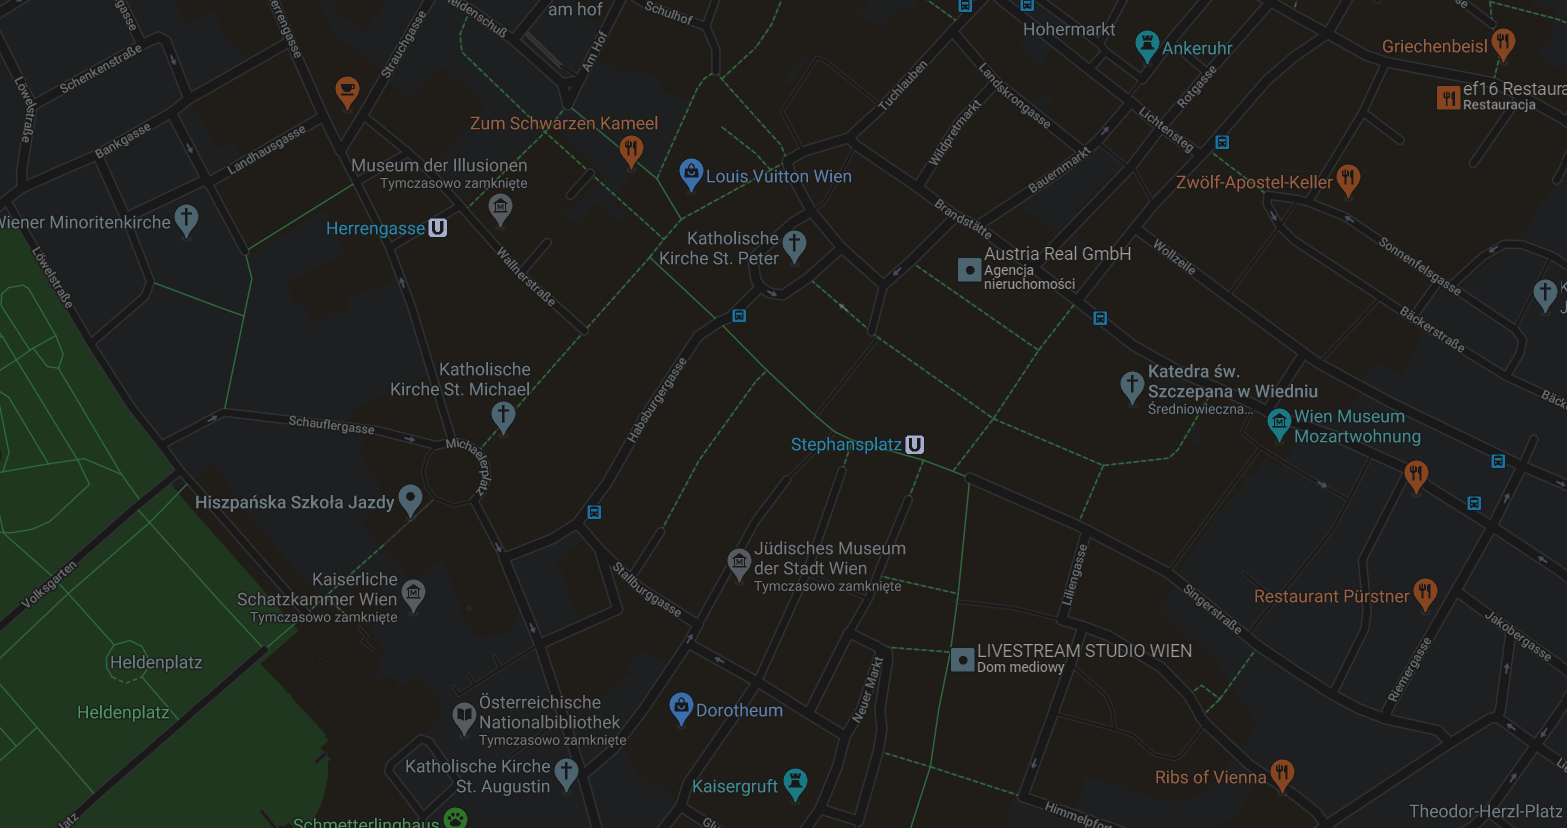 am hof
Schulhof
Am Hof
Strauchgasse
Schenkenstraße
Löwelstraße
Bankgasse
Landhausgasse
Hohermarkt
Ankeruhr
Griechenbeisl
ef16 Restaura
Restauracja
Zum Schwarzen Kameel
Tuchlauben
Landskrongasse
Rotgasse
Lichtensteg
Wildpretmarkt
Bauernmarkt
Museum der Illusionen
Tymczasowo zamknięte
Louis Vuitton Wien
Zwölf-Apostel-Keller
Wiener Minoritenkirche
Herrengasse
U
Katholische
Kirche St. Peter
Brandstätte
Austria Real GmbH
Agencja
nieruchomości
Wollzeile
Sonnenfelsgasse
Löwelstraße
Wallnerstraße
Bäckerstraße
Katholische
Kirche St. Michael
Habsburgergasse
Katedra św.
Szczepana w Wiedniu
Średniowieczna...
Wien Museum
Mozartwohnung
Schauflergasse
Michaelerplatz
Stephansplatz
U
Hiszpańska Szkoła Jazdy
Jüdisches Museum
der Stadt Wien
Tymczasowo zamknięte
Volksgarten
Kaiserliche
Schatzkammer Wien
Tymczasowo zamknięte
Stallburggasse
Liliengasse
Singerstraße
Restaurant Pürstner
Jakobergasse
Heldenplatz
LIVESTREAM STUDIO WIEN
Dom mediowy
Riemergasse
Heldenplatz
Österreichische
Nationalbibliothek
Tymczasowo zamknięte
Dorotheum
Neuer Markt
Katholische Kirche
St. Augustin
Kaisergruft
Ribs of Vienna
Himmelpfort
Theodor-Herzl-Platz
Schmetterlinghaus